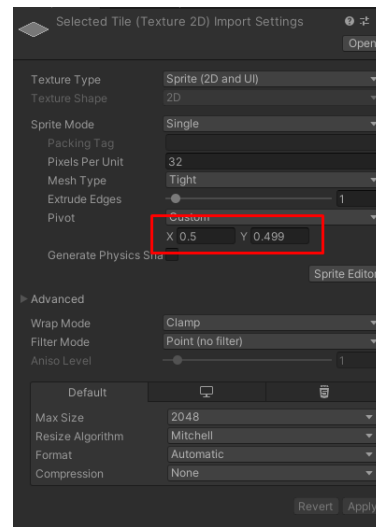 Selected Tile (Texture 2D) Import Settings
Open
Texture Type Sprite (2D and UI)
Texture Shape 2D
Sprite Mode Single
Packing Tag
Pixels Per Unit 32
Mesh Type Tight
Extrude Edges 1
Pivot Custom
X 0.5 Y 0.499
Generate Physics Sha
Sprite Editor
Advanced
Wrap Mode Clamp
Filter Mode Point (no filter)
Aniso Level 1
Default
Max Size 2048
Resize Algorithm Mitchell
Format Automatic
Compression None
Revert Apply